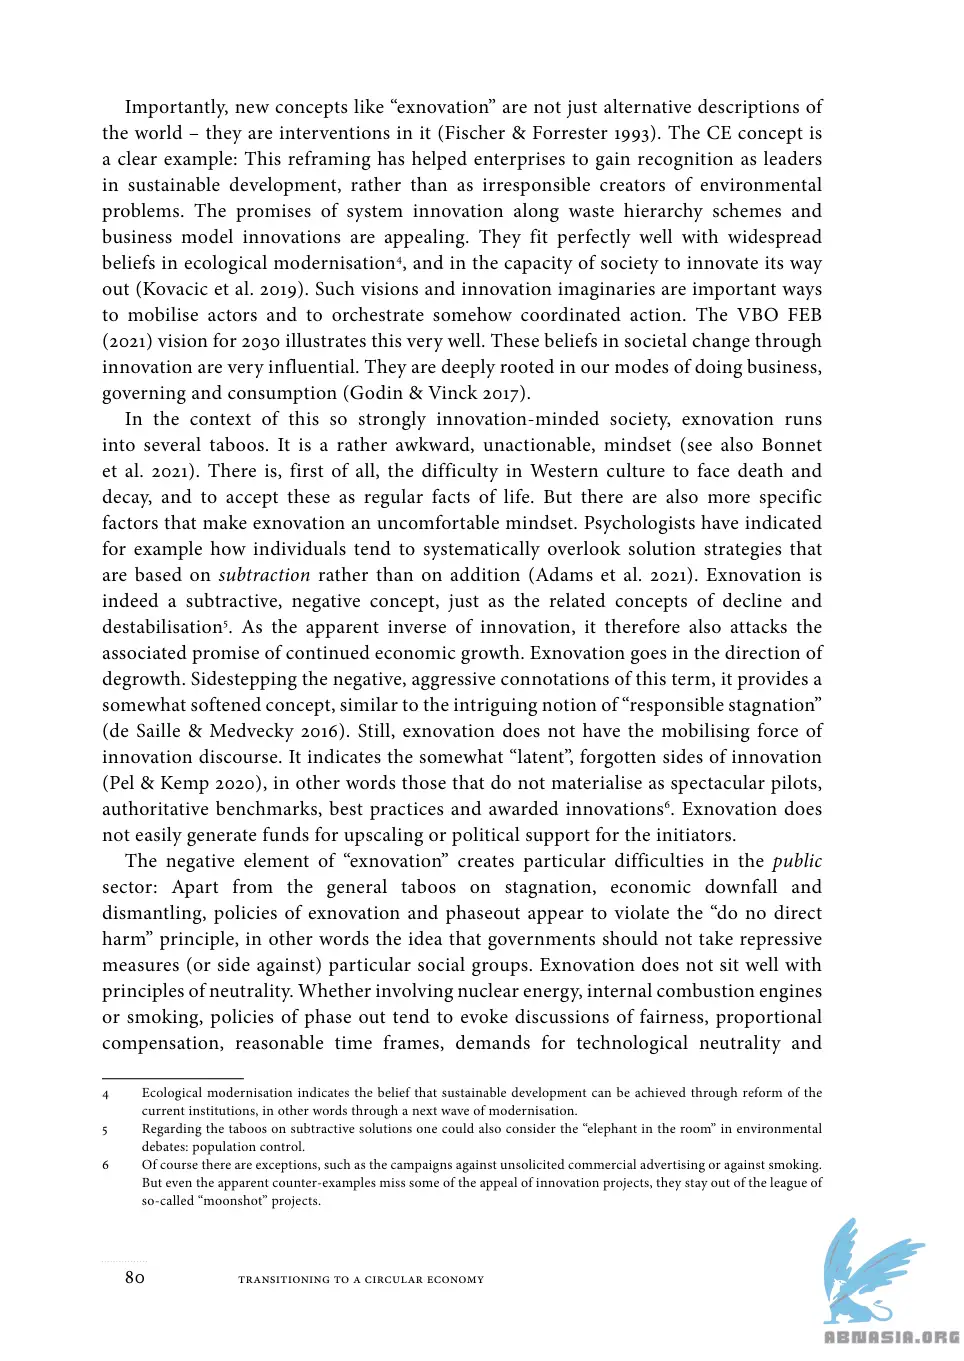 Importantly, new concepts like “exnovation” are not just alternative descriptions of
the world – they are interventions in it (Fischer & Forrester 1993). The CE concept is
a clear example: This reframing has helped enterprises to gain recognition as leaders
in sustainable development, rather than as irresponsible creators of environmental
problems. The promises of system innovation along waste hierarchy schemes and
business model innovations are appealing. They fit perfectly well with widespread
beliefs in ecological modernisation⁴, and in the capacity of society to innovate its way
out (Kovacic et al. 2019). Such visions and innovation imaginaries are important ways
to mobilise actors and to orchestrate somehow coordinated action. The VBO FEB
(2021) vision for 2030 illustrates this very well. These beliefs in societal change through
innovation are very influential. They are deeply rooted in our modes of doing business,
governing and consumption (Godin & Vinck 2017).
In the context of this so strongly innovation-minded society, exnovation runs
into several taboos. It is a rather awkward, unactionable, mindset (see also Bonnet
et al. 2021). There is, first of all, the difficulty in Western culture to face death and
decay, and to accept these as regular facts of life. But there are also more specific
factors that make exnovation an uncomfortable mindset. Psychologists have indicated
for example how individuals tend to systematically overlook solution strategies that
are based on subtraction rather than on addition (Adams et al. 2021). Exnovation is
indeed a subtractive, negative concept, just as the related concepts of decline and
destabilisation⁵. As the apparent inverse of innovation, it therefore also attacks the
associated promise of continued economic growth. Exnovation goes in the direction of
degrowth. Sidestepping the negative, aggressive connotations of this term, it provides a
somewhat softened concept, similar to the intriguing notion of “responsible stagnation”
(de Saille & Medvecky 2016). Still, exnovation does not have the mobilising force of
innovation discourse. It indicates the somewhat “latent”, forgotten sides of innovation
(Pel & Kemp 2020), in other words those that do not materialise as spectacular pilots,
authoritative benchmarks, best practices and awarded innovations⁶. Exnovation does
not easily generate funds for upscaling or political support for the initiators.
The negative element of “exnovation” creates particular difficulties in the public
sector: Apart from the general taboos on stagnation, economic downfall and
dismantling, policies of exnovation and phaseout appear to violate the “do no direct
harm” principle, in other words the idea that governments should not take repressive
measures (or side against) particular social groups. Exnovation does not sit well with
principles of neutrality. Whether involving nuclear energy, internal combustion engines
or smoking, policies of phase out tend to evoke discussions of fairness, proportional
compensation, reasonable time frames, demands for technological neutrality and
4 Ecological modernisation indicates the belief that sustainable development can be achieved through reform of the
current institutions, in other words through a next wave of modernisation.
5 Regarding the taboos on subtractive solutions one could also consider the “elephant in the room” in environmental
debates: population control.
6 Of course there are exceptions, such as the campaigns against unsolicited commercial advertising or against smoking.
But even the apparent counter-examples miss some of the appeal of innovation projects, they stay out of the league of
so-called “moonshot” projects.
80 TRANSITIONING TO A CIRCULAR ECONOMY
ABNASIA.ORG